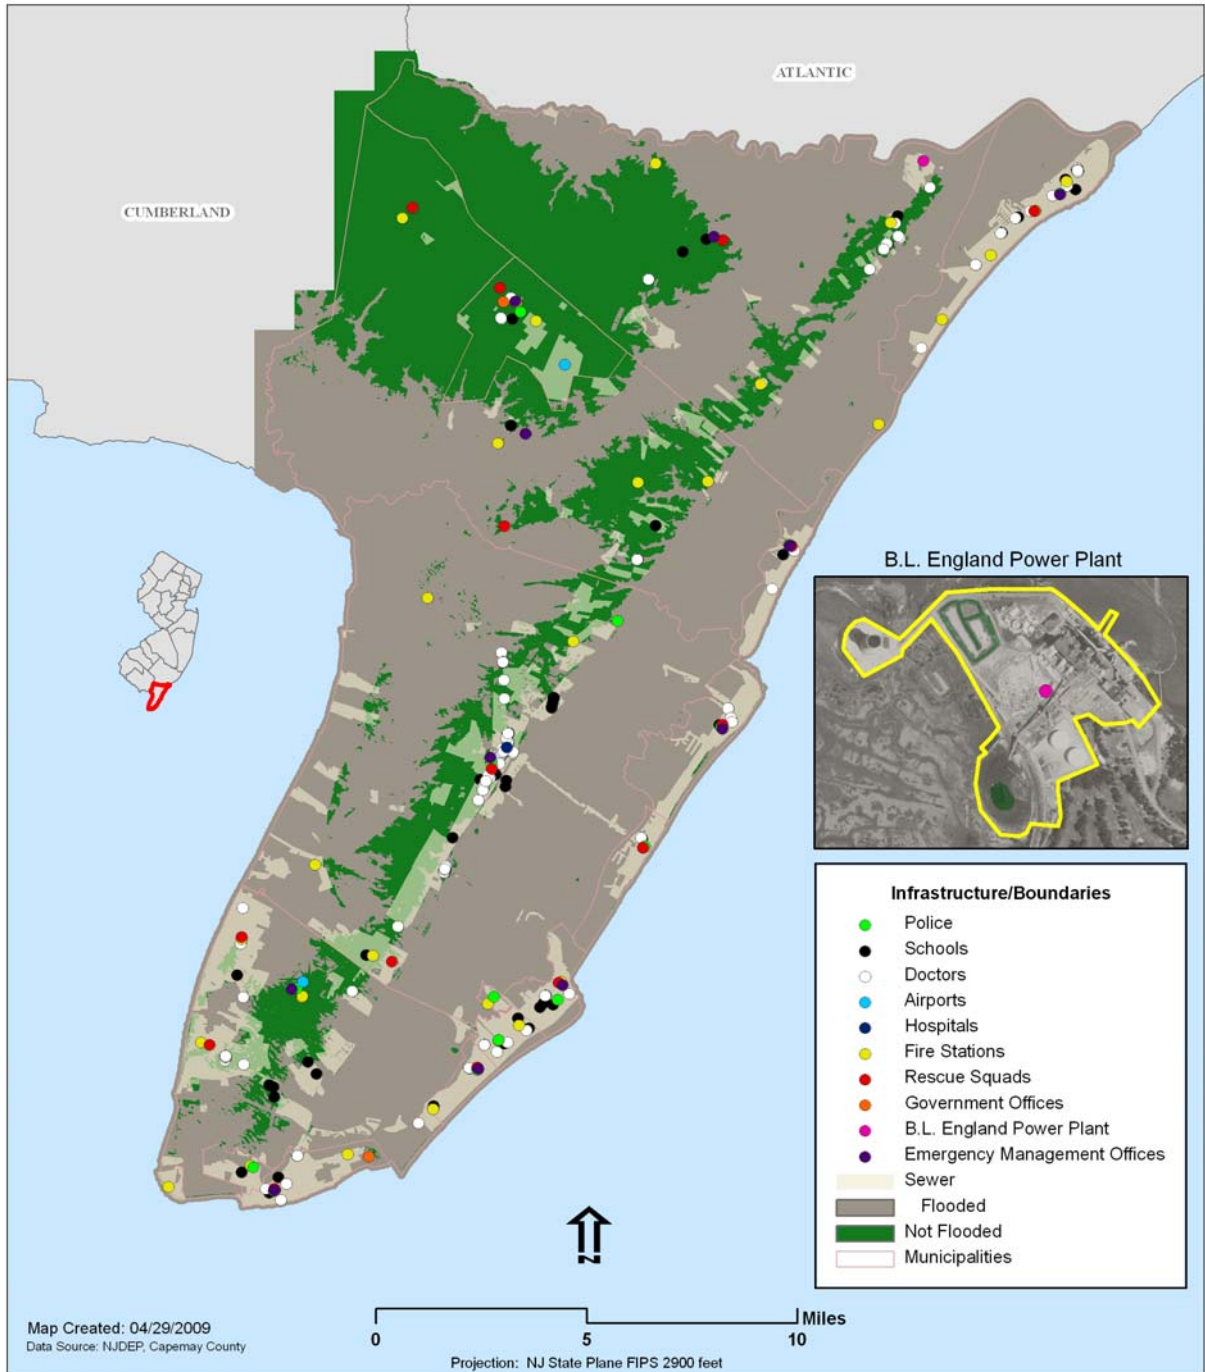 ATLANTIC
CUMBERLAND
B.L. England Power Plant
Infrastructure/Boundaries
Police
Schools
Doctors
Airports
Hospitals
Fire Stations
Rescue Squads
Government Offices
B.L. England Power Plant
Emergency Management Offices
Sewer
Flooded
Not Flooded
Municipalities
N
Miles
0 5 10
Map Created: 04/29/2009
Data Source: NJDEP, Capemay County
Projection: NJ State Plane FIPS 2900 feet